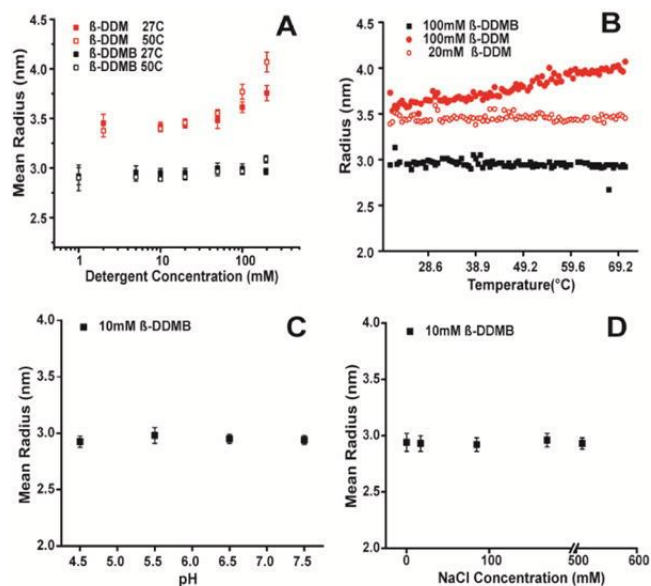 A
ß-DDM 27C
ß-DDM 50C
ß-DDMB 27C
ß-DDMB 50C
4.5
4.0
3.5
3.0
2.5
Mean Radius (nm)
1 10 100
Detergent Concentration (mM)
B
100mM ß-DDMB
100mM ß-DDM
20mM ß-DDM
4.5
4.0
3.5
3.0
2.5
2.0
Radius (nm)
28.6 38.9 49.2 59.6 69.2
Temperature(°C)
C
10mM ß-DDMB
4.0
3.5
3.0
2.5
2.0
Mean Radius (nm)
4.5 5.0 5.5 6.0 6.5 7.0 7.5
pH
D
10mM ß-DDMB
4.0
3.5
3.0
2.5
2.0
Mean Radius (nm)
0 100 500 600
NaCl Concentration (mM)